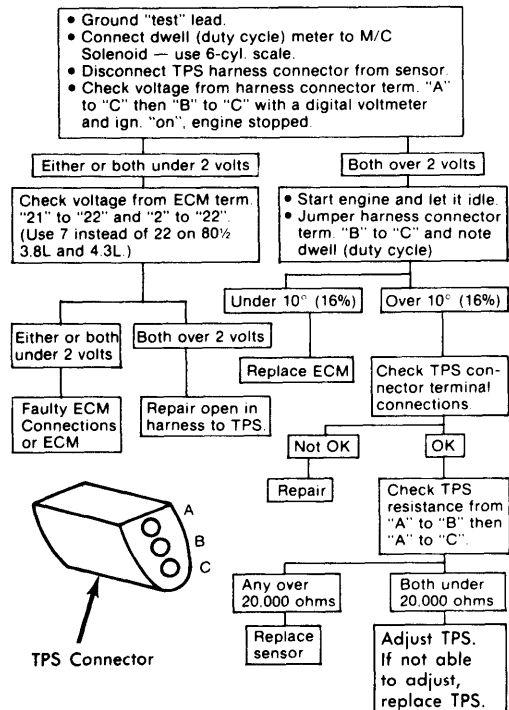 • Ground "test" lead.
• Connect dwell (duty cycle) meter to M/C
Solenoid — use 6-cyl. scale.
• Disconnect TPS harness connector from sensor.
• Check voltage from harness connector term. "A"
to "C" then "B" to "C" with a digital voltmeter
and ign. "on", engine stopped.
Either or both under 2 volts
Both over 2 volts
Check voltage from ECM term.
"21" to "22" and "2" to "22".
(Use 7 instead of 22 on 80½
3.8L and 4.3L.)
• Start engine and let it idle.
• Jumper harness connector
term. "B" to "C" and note
dwell (duty cycle)
Under 10° (16%)
Over 10° (16%)
Either or both
under 2 volts
Both over 2 volts
Replace ECM
Check TPS con-
nector terminal
connections.
Faulty ECM
Connections
or ECM
Repair open in
harness to TPS.
Not OK
OK
Repair
Check TPS
resistance from
"A" to "B" then
"A" to "C".
A
B
C
TPS Connector
Any over
20.000 ohms
Both under
20.000 ohms
Replace
sensor
Adjust TPS.
If not able
to adjust,
replace TPS.